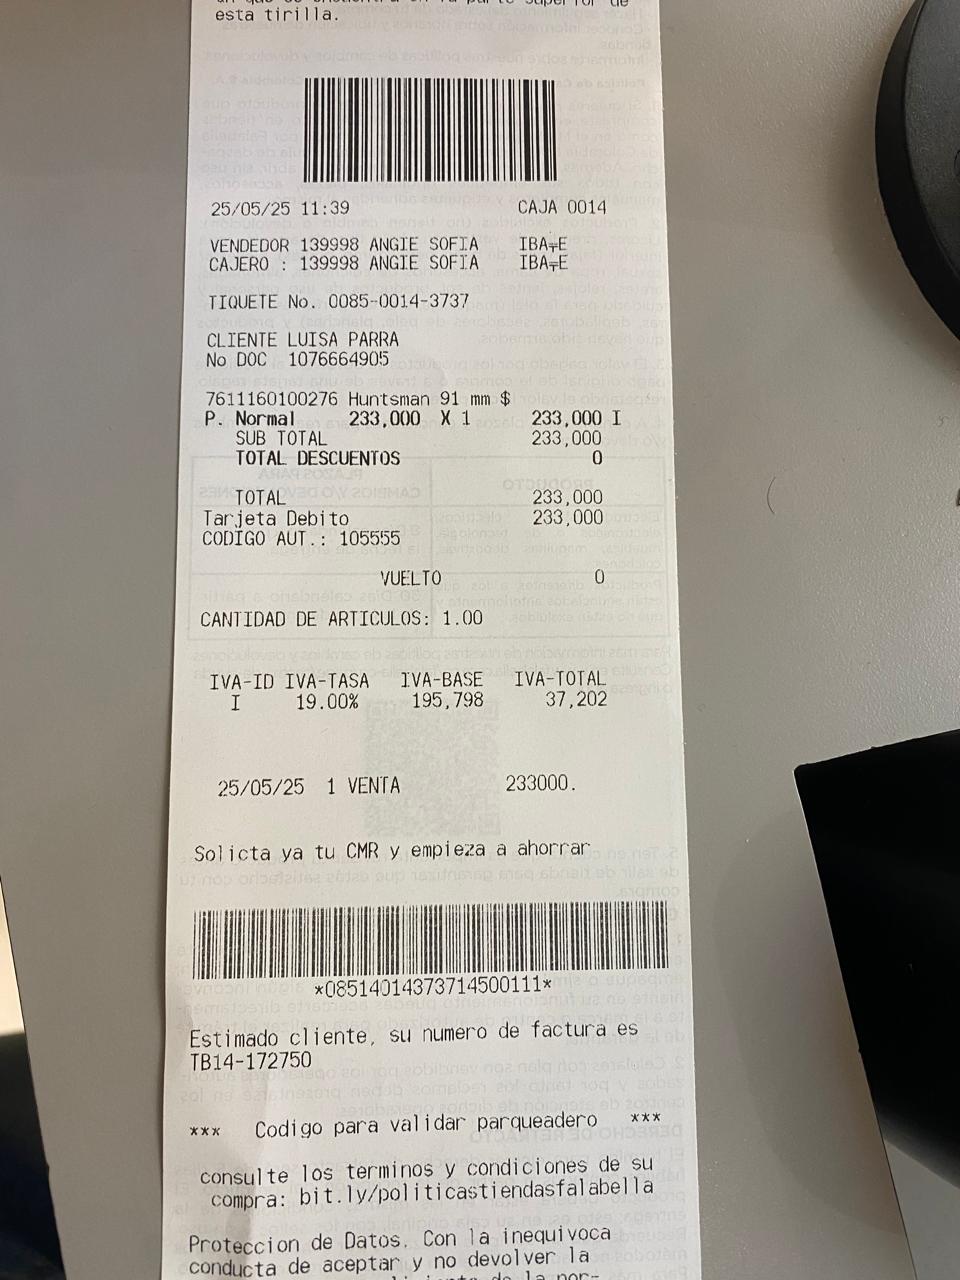 esta tirilla.
25/05/25 11:39 CAJA 0014
VENDEDOR 139998 ANGIE SOFIA
CAJERO : 139998 ANGIE SOFIA
TIQUETE No. 0085-0014-3737
CLIENTE LUISA PARRA
No DOC 1076664905
7611160100276 Huntsman 91 mm $
P. Normal 233,000 X 1 233,000 I
SUB TOTAL 233,000
TOTAL DESCUENTOS 0
TOTAL 233,000
Tarjeta Debito 233,000
CODIGO AUT.: 105555
VUELTO 0
CANTIDAD DE ARTICULOS: 1.00
IVA-ID IVA-TASA IVA-BASE IVA-TOTAL
I 19.00% 195,798 37,202
25/05/25 1 VENTA 233000.
Solicta ya tu CMR y empieza a ahorrar
*08514014373714500111*
Estimado cliente, su numero de factura es
TB14-172750
*** Codigo para validar parqueadero ***
consulte los terminos y condiciones de su
compra: bit.ly/politicastiendasfalabella
Proteccion de Datos. Con la inequivoca
conducta de aceptar y no devolver la